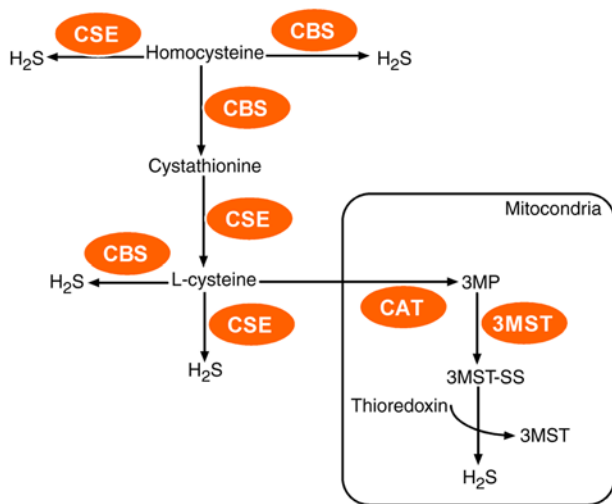 CSE
CBS
Homocysteine
H₂S
H₂S
CBS
Cystathionine
CSE
Mitocondria
CBS
H₂S
L-cysteine
3MP
CSE
CAT
3MST
H₂S
3MST-SS
Thioredoxin
3MST
H₂S